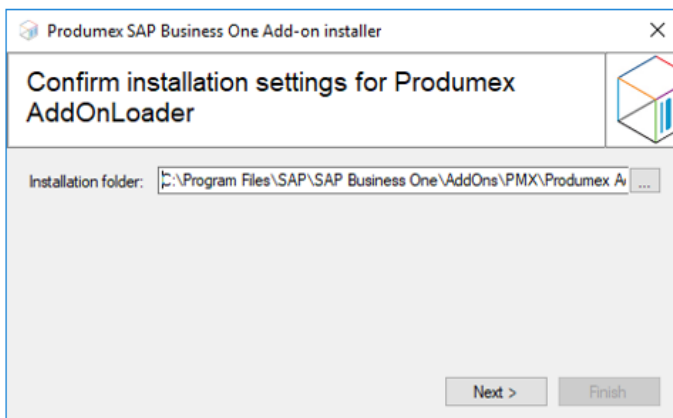 Produmex SAP Business One Add-on installer
Confirm installation settings for Produmex
AddOnLoader
Installation folder: C:\Program Files\SAP\SAP Business One\AddOns\PMX\Produmex A ...
Next > Finish